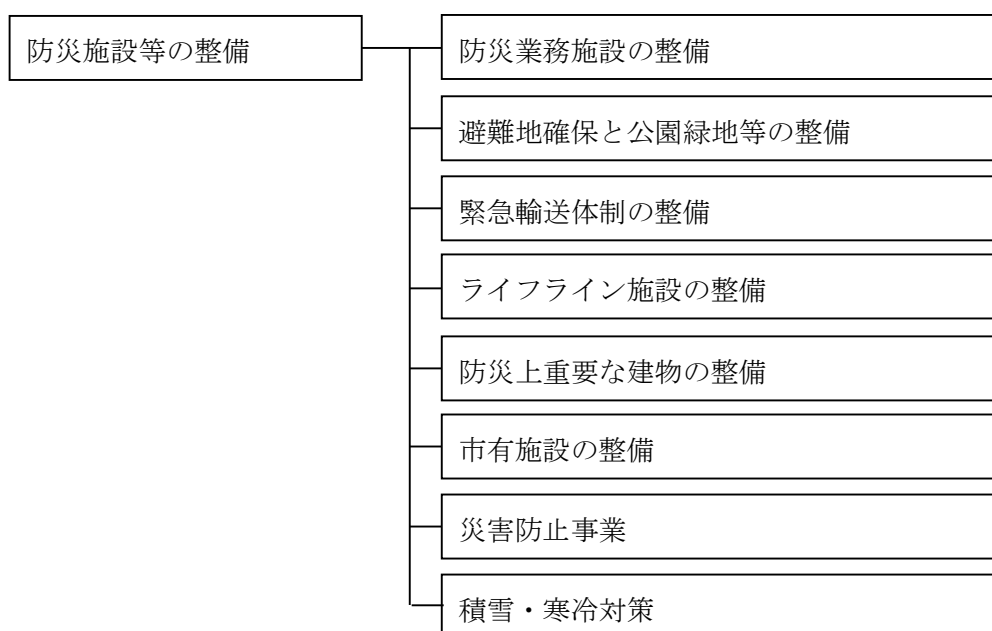 防災施設等の整備
防災業務施設の整備
避難地確保と公園緑地等の整備
緊急輸送体制の整備
ライフライン施設の整備
防災上重要な建物の整備
市有施設の整備
災害防止事業
積雪・寒冷対策